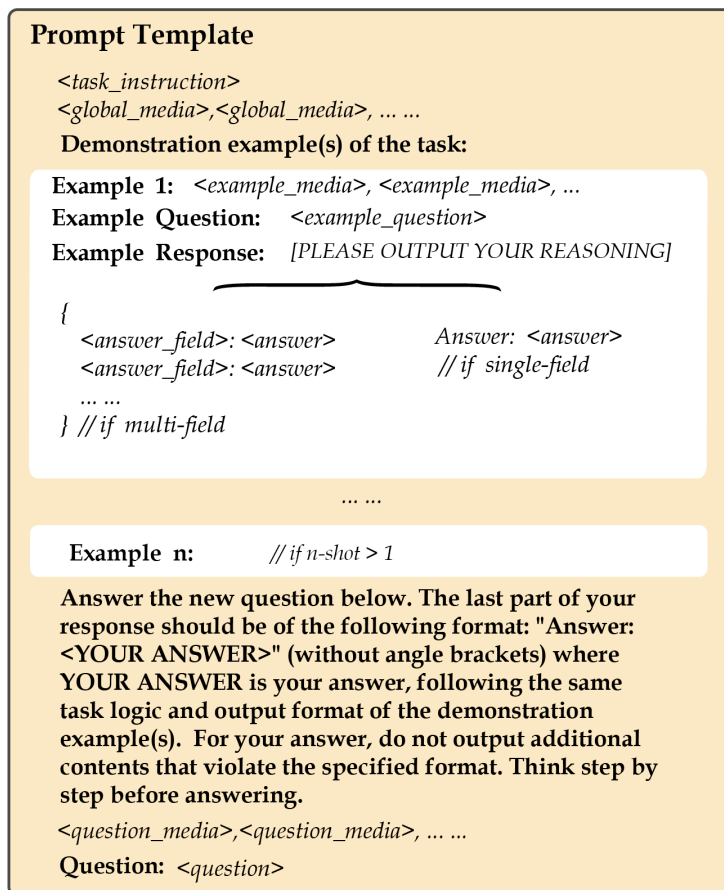 Prompt Template
<task_instruction>
<global_media>,<global_media>, ... ...
Demonstration example(s) of the task:
Example 1: <example_media>, <example_media>, ...
Example Question: <example_question>
Example Response: [PLEASE OUTPUT YOUR REASONING]
{
<answer_field>: <answer>
<answer_field>: <answer>
... ...
} // if multi-field
Answer: <answer>
// if single-field
... ...
Example n: // if n-shot > 1
Answer the new question below. The last part of your
response should be of the following format: "Answer:
<YOUR ANSWER>" (without angle brackets) where
YOUR ANSWER is your answer, following the same
task logic and output format of the demonstration
example(s). For your answer, do not output additional
contents that violate the specified format. Think step by
step before answering.
<question_media>,<question_media>, ... ...
Question: <question>